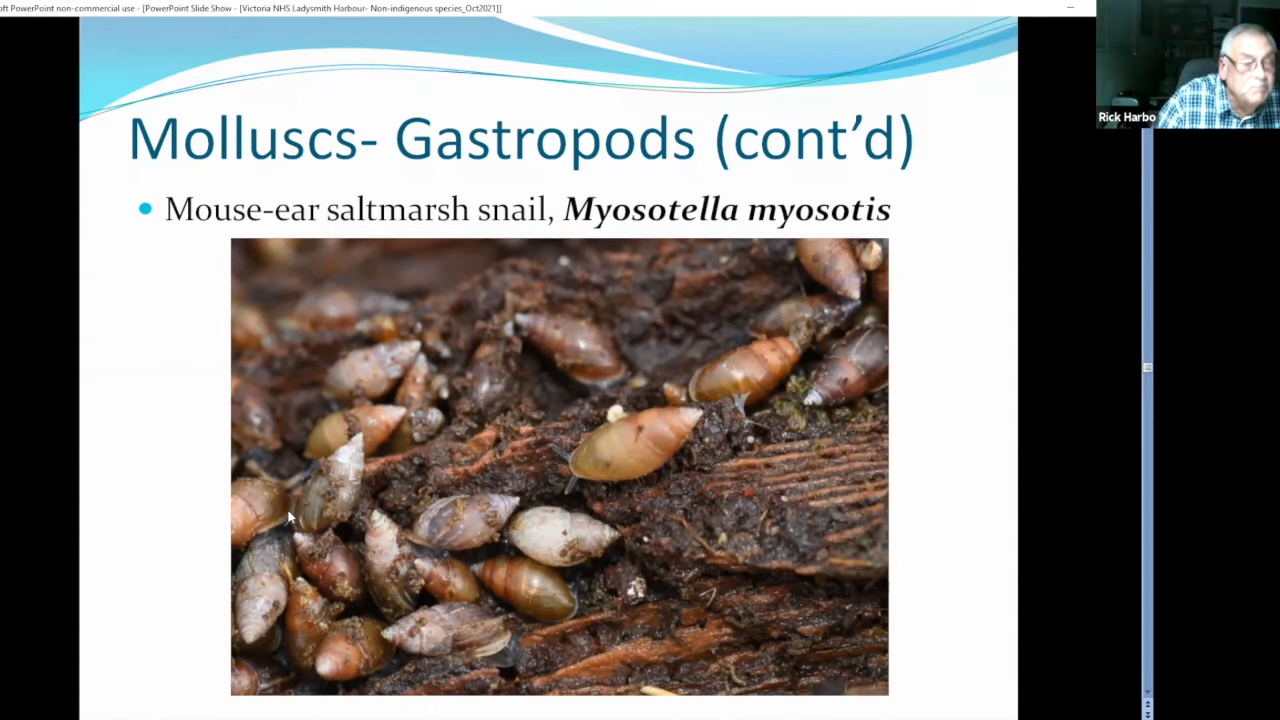 oft PowerPoint non-commercial use - [PowerPoint Slide Show - [Victoria NHS Ladysmith Harbour- Non-indigenous species_Oct2021]]
Rick Harbo
Molluscs- Gastropods (cont’d)
• Mouse-ear saltmarsh snail, Myosotella myosotis